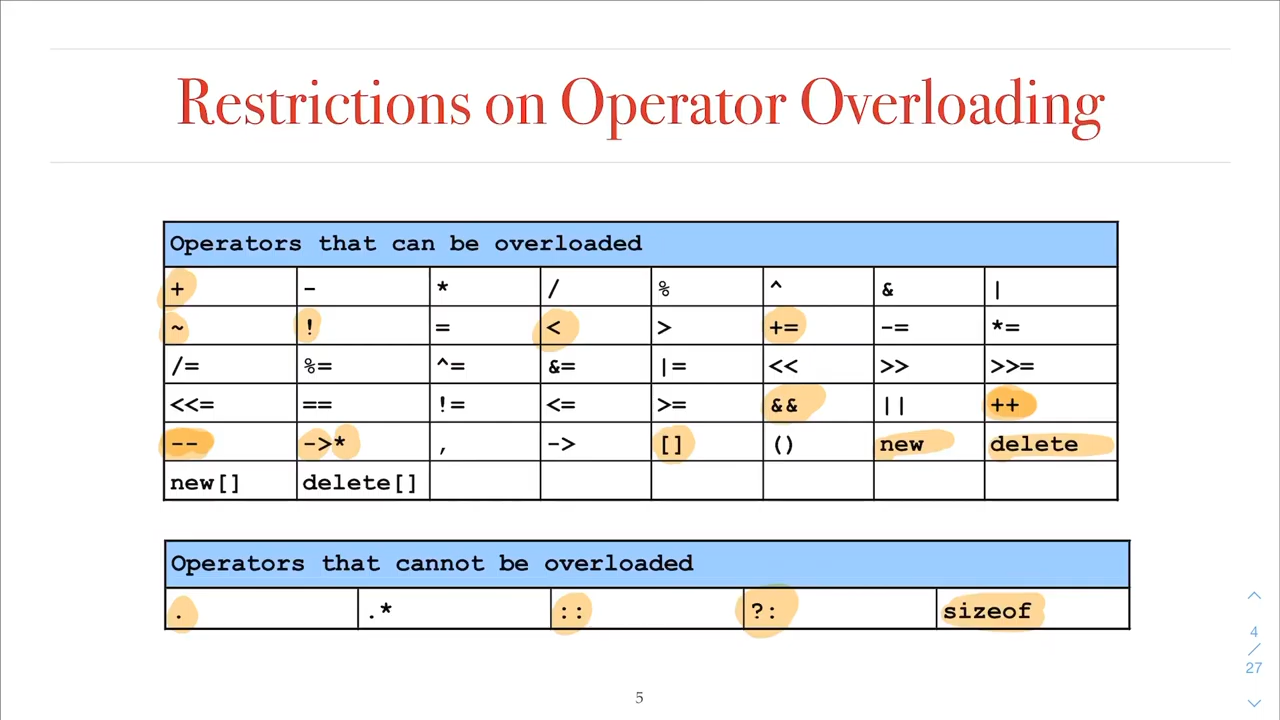 Restrictions on Operator Overloading
Operators that can be overloaded
+ - * / % ^ & |
~ ! = < > += -= *=
/= %= ^= &= |= << >> >>=
<<= == != <= >= && || ++
-- ->* , -> [] () new delete
new[] delete[]
Operators that cannot be overloaded
. .* :: ?: sizeof
4
/
27
5